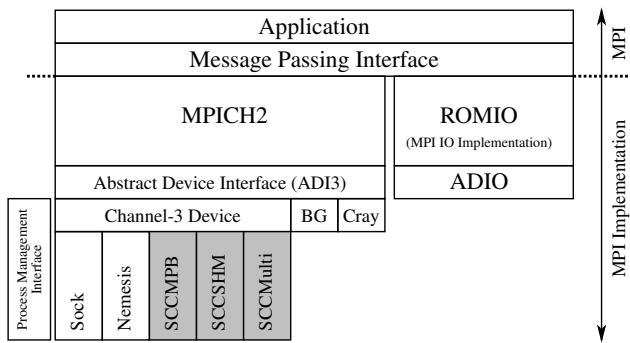 Application
Message Passing Interface
MPI
MPICH2
ROMIO
(MPI IO Implementation)
Abstract Device Interface (ADI3)
ADIO
Channel-3 Device
BG
Cray
Process Management
Interface
Sock
Nemesis
SCCMPB
SCCSHM
SCCMulti
MPI Implementation